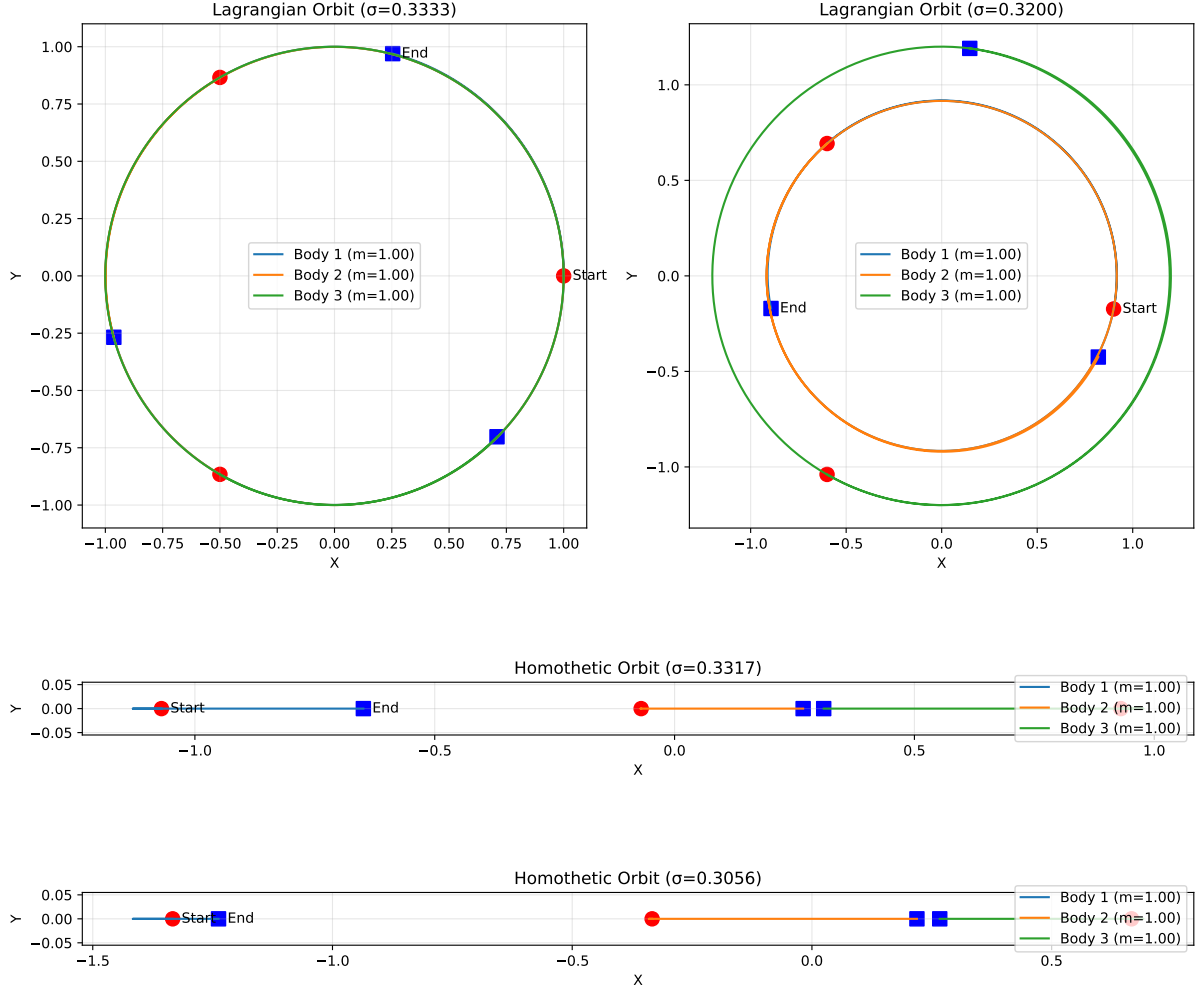 Lagrangian Orbit (σ=0.3333)
1.00
0.75
0.50
0.25
0.00
−0.25
−0.50
−0.75
−1.00
Y
End
Start
Body 1 (m=1.00)
Body 2 (m=1.00)
Body 3 (m=1.00)
−1.00 −0.75 −0.50 −0.25 0.00 0.25 0.50 0.75 1.00
X
Lagrangian Orbit (σ=0.3200)
1.0
0.5
0.0
−0.5
−1.0
Y
Body 1 (m=1.00)
Body 2 (m=1.00)
Body 3 (m=1.00)
End
Start
−1.0 −0.5 0.0 0.5 1.0
X
Homothetic Orbit (σ=0.3317)
0.05
0.00
−0.05
Y
Start
End
Body 1 (m=1.00)
Body 2 (m=1.00)
Body 3 (m=1.00)
−1.0 −0.5 0.0 0.5 1.0
X
Homothetic Orbit (σ=0.3056)
0.05
0.00
−0.05
Y
Start
End
Body 1 (m=1.00)
Body 2 (m=1.00)
Body 3 (m=1.00)
−1.5 −1.0 −0.5 0.0 0.5
X